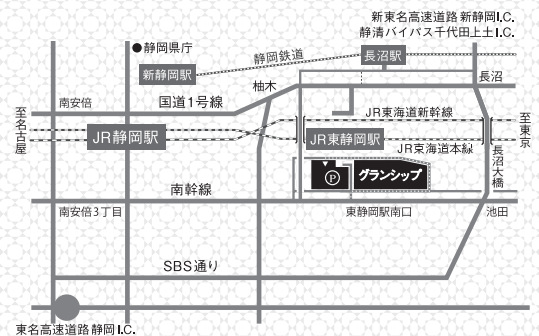 新東名高速道路 新静岡I.C.
静清バイパス千代田上土I.C.
●静岡県庁
静岡鉄道
長沼駅
新静岡駅
柚木
長沼
南安倍
国道1号線
JR東海道新幹線
至名古屋
JR静岡駅
JR東静岡駅
至東京
JR東海道本線
長沼大橋
P
グランシップ
南幹線
南安倍3丁目
東静岡駅南口
池田
SBS通り
東名高速道路 静岡I.C.